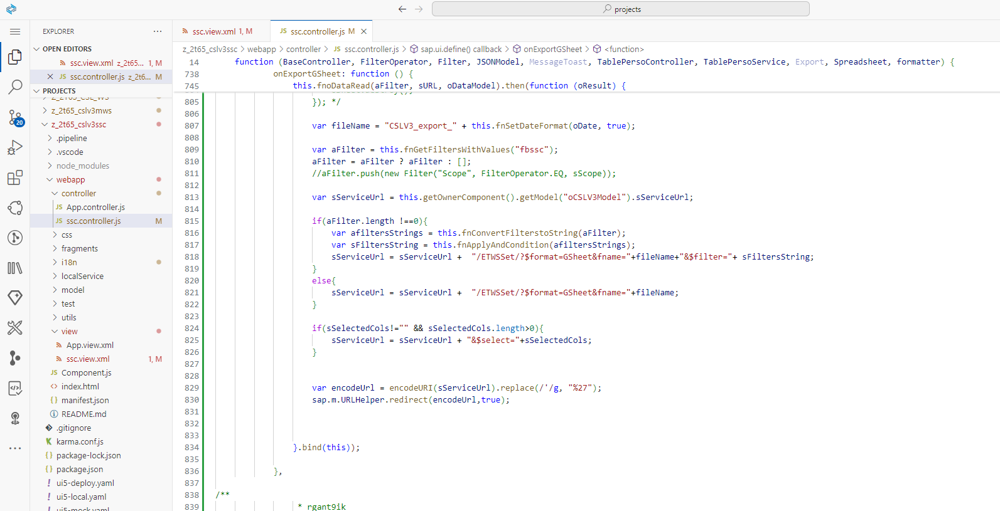 projects
EXPLORER
OPEN EDITORS
ssc.view.xml z_2t65... 1, M
ssc.controller.js z_2t6... M
PROJECTS
z_2t65_cslv3mws
z_2t65_cslv3ssc
.pipeline
.vscode
node_modules
webapp
controller
App.controller.js
ssc.controller.js M
css
fragments
i18n
localService
model
test
utils
view
App.view.xml
ssc.view.xml 1, M
Component.js
index.html
manifest.json
README.md
.gitignore
karma.conf.js
package-lock.json
package.json
ui5-deploy.yaml
ui5-local.yaml
ui5-mock.yaml
20
ssc.view.xml 1, M
JS ssc.controller.js M
z_2t65_cslv3ssc > webapp > controller > JS ssc.controller.js > sap.ui.define() callback > onExportGSheet > <function>
14 function (BaseController, FilterOperator, Filter, JSONModel, MessageToast, TablePersoController, TablePersoService, Export, Spreadsheet, formatter) {
738 onExportGSheet: function () {
745 this.fnoDataRead(aFilter, sURL, oDataModel).then(function (oResult) {
805 }); */
806
807 var fileName = "CSLV3_export_" + this.fnSetDateFormat(oDate, true);
808
809 var aFilter = this.fnGetFiltersWithValues("fbssc");
810 aFilter = aFilter ? aFilter : [];
811 //aFilter.push(new Filter("Scope", FilterOperator.EQ, sScope));
812
813 var sServiceUrl = this.getOwnerComponent().getModel("oCSLV3Model").sServiceUrl;
814
815 if(aFilter.length !==0){
816 var afiltersStrings = this.fnConvertFilterstoString(aFilter);
817 var sFiltersString = this.fnApplyAndCondition(afiltersStrings);
818 sServiceUrl = sServiceUrl +  "/ETWSSet/?$format=GSheet&fname="+fileName+"&$filter="+ sFiltersString;
819 }
820 else{
821 sServiceUrl = sServiceUrl +  "/ETWSSet/?$format=GSheet&fname="+fileName;
822 }
823
824 if(sSelectedCols!="" && sSelectedCols.length>0){
825 sServiceUrl = sServiceUrl + "&$select="+sSelectedCols;
826 }
827
828
829 var encodeUrl = encodeURI(sServiceUrl).replace(/'/g, "%27");
830 sap.m.URLHelper.redirect(encodeUrl,true);
831
832
833
834 }.bind(this));
835
836 },
837
838 /**
839 * rgant9ik